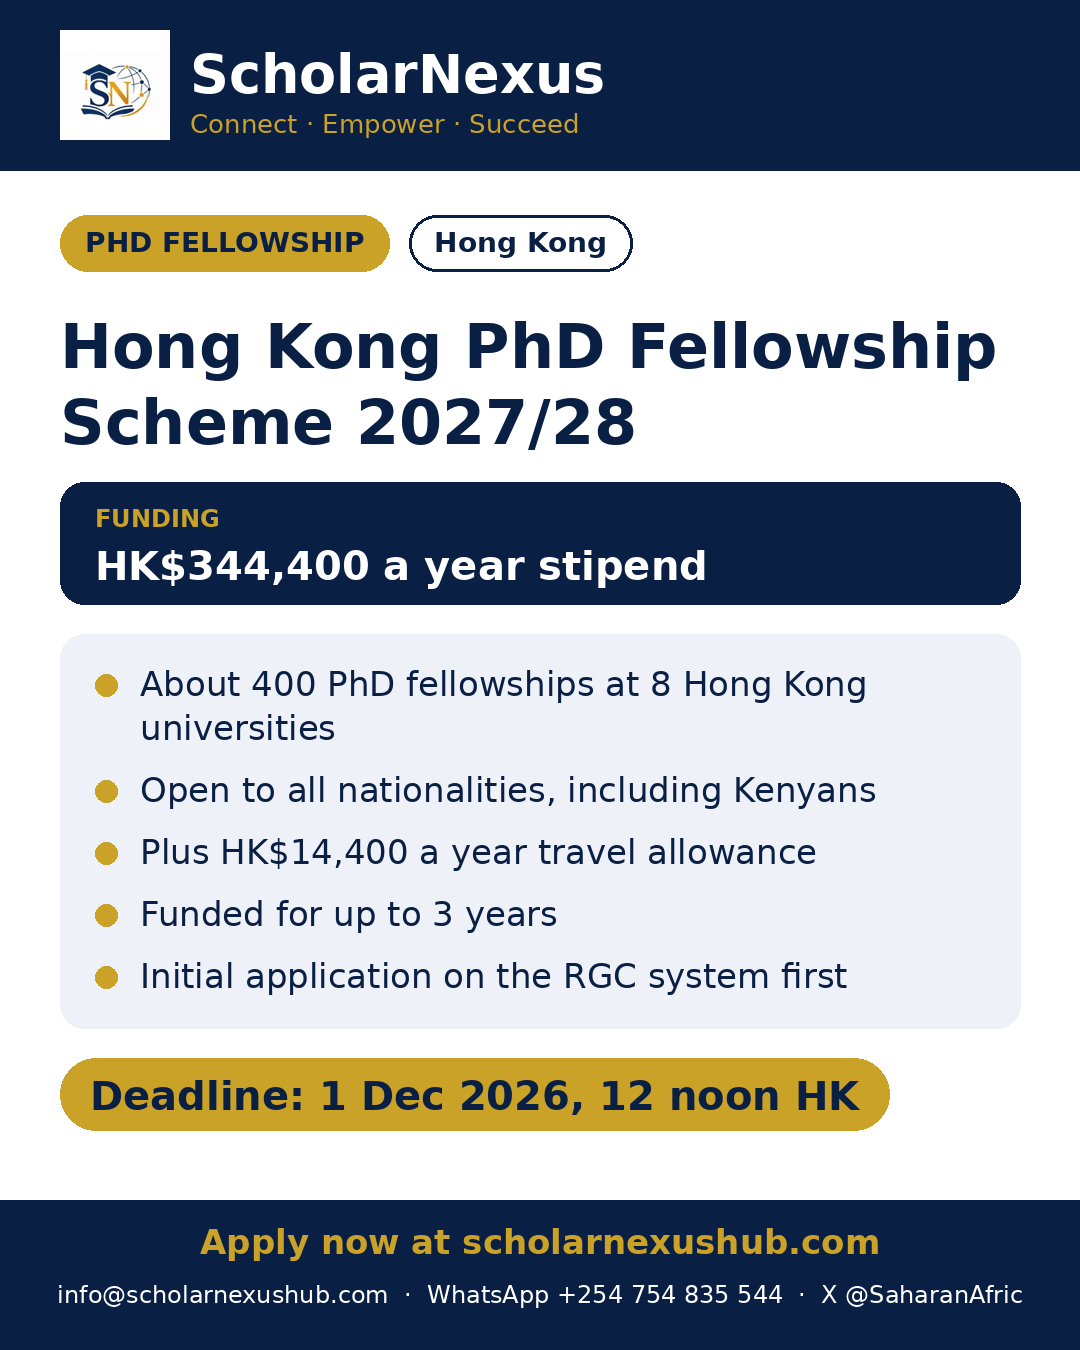 SN
ScholarNexus
Connect · Empower · Succeed
PHD FELLOWSHIP
Hong Kong
Hong Kong PhD Fellowship
Scheme 2027/28
FUNDING
HK$344,400 a year stipend
About 400 PhD fellowships at 8 Hong Kong
universities
Open to all nationalities, including Kenyans
Plus HK$14,400 a year travel allowance
Funded for up to 3 years
Initial application on the RGC system first
Deadline: 1 Dec 2026, 12 noon HK
Apply now at scholarnexushub.com
info@scholarnexushub.com · WhatsApp +254 754 835 544 · X @SaharanAfric